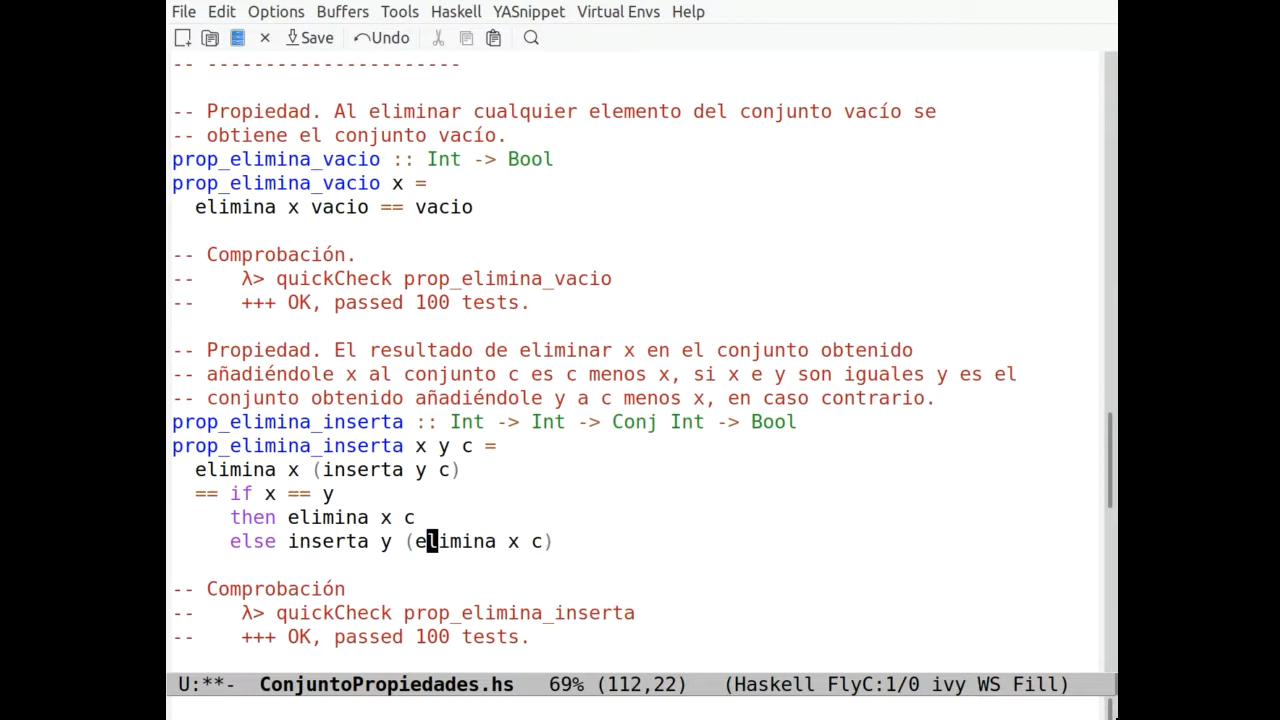 File Edit Options Buffers Tools Haskell YASnippet Virtual Envs Help
Save Undo
-- ----------------------
-- Propiedad. Al eliminar cualquier elemento del conjunto vacío se
-- obtiene el conjunto vacío.
prop_elimina_vacio :: Int -> Bool
prop_elimina_vacio x =
  elimina x vacio == vacio
-- Comprobación.
--    λ> quickCheck prop_elimina_vacio
--    +++ OK, passed 100 tests.
-- Propiedad. El resultado de eliminar x en el conjunto obtenido
-- añadiéndole x al conjunto c es c menos x, si x e y son iguales y es el
-- conjunto obtenido añadiéndole y a c menos x, en caso contrario.
prop_elimina_inserta :: Int -> Int -> Conj Int -> Bool
prop_elimina_inserta x y c =
  elimina x (inserta y c)
  == if x == y
     then elimina x c
     else inserta y (elimina x c)
-- Comprobación
--    λ> quickCheck prop_elimina_inserta
--    +++ OK, passed 100 tests.
U:**-  ConjuntoPropiedades.hs   69% (112,22)   (Haskell FlyC:1/0 ivy WS Fill)